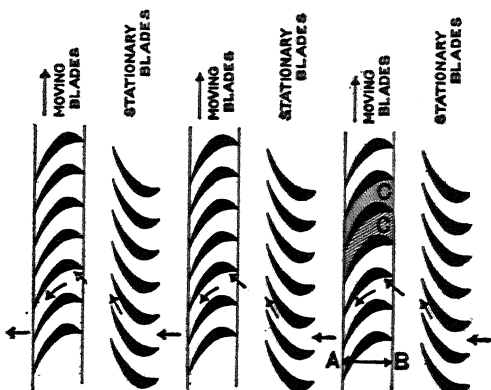 MOVING
BLADES
STATIONARY
BLADES
MOVING
BLADES
STATIONARY
BLADES
MOVING
BLADES
STATIONARY
BLADES
C
C
A
B